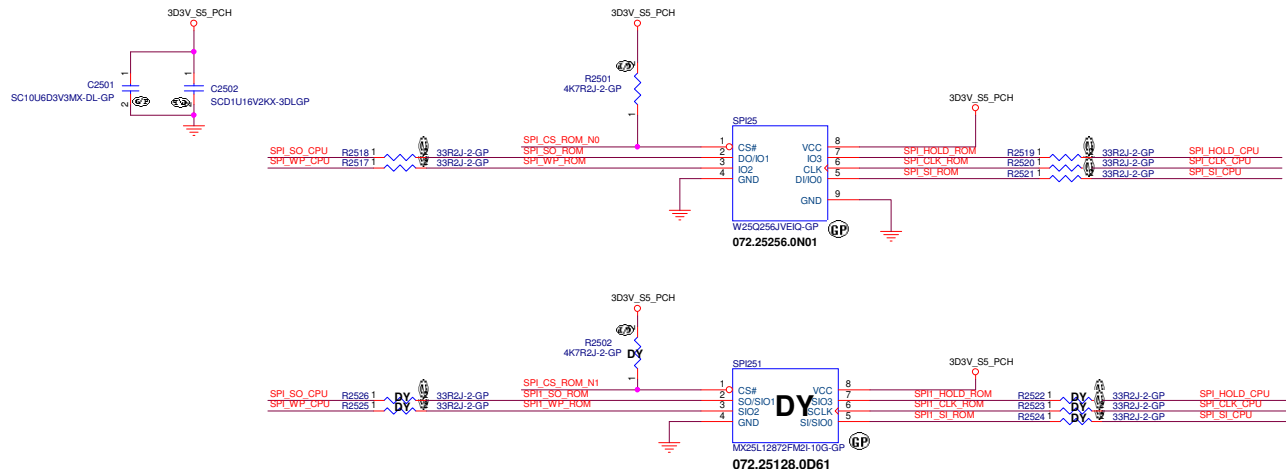 3D3V_S5_PCH
1
C2501
SC10U6D3V3MX-DL-GP
2
1
C2502
SCD1U16V2KX-3DLGP
3D3V_S5_PCH
R2501
4K7R2J-2-GP
1
SPI_SO_CPU
SPI_WP_CPU
R2518 1
R2517 1
33R2J-2-GP
33R2J-2-GP
SPI_CS_ROM_N0
SPI_SO_ROM
SPI_WP_ROM
SPI25
1 CS#
2 DO/IO1
3 IO2
4 GND
VCC 8
IO3 7
CLK 6
DI/IO0 5
GND 9
W25Q256JVEIQ-GP
GP
072.25256.0N01
3D3V_S5_PCH
SPI_HOLD_ROM
SPI_CLK_ROM
SPI_SI_ROM
R2519 1
R2520 1
R2521 1
33R2J-2-GP
33R2J-2-GP
33R2J-2-GP
SPI_HOLD_CPU
SPI_CLK_CPU
SPI_SI_CPU
3D3V_S5_PCH
R2502
4K7R2J-2-GP
DY
1
SPI_SO_CPU
SPI_WP_CPU
R2526 1
R2525 1
DY
DY
33R2J-2-GP
33R2J-2-GP
SPI_CS_ROM_N1
SPI1_SO_ROM
SPI1_WP_ROM
SPI251
1 CS#
2 SO/SIO1
3 SIO2
4 GND
DY
VCC 8
SIO3 7
SCLK 6
SI/SIO0 5
MX25L12872FM2I-10G-GP
GP
072.25128.0D61
3D3V_S5_PCH
SPI1_HOLD_ROM
SPI1_CLK_ROM
SPI1_SI_ROM
R2522 1
R2523 1
R2524 1
DY
DY
DY
33R2J-2-GP
33R2J-2-GP
33R2J-2-GP
SPI_HOLD_CPU
SPI_CLK_CPU
SPI_SI_CPU